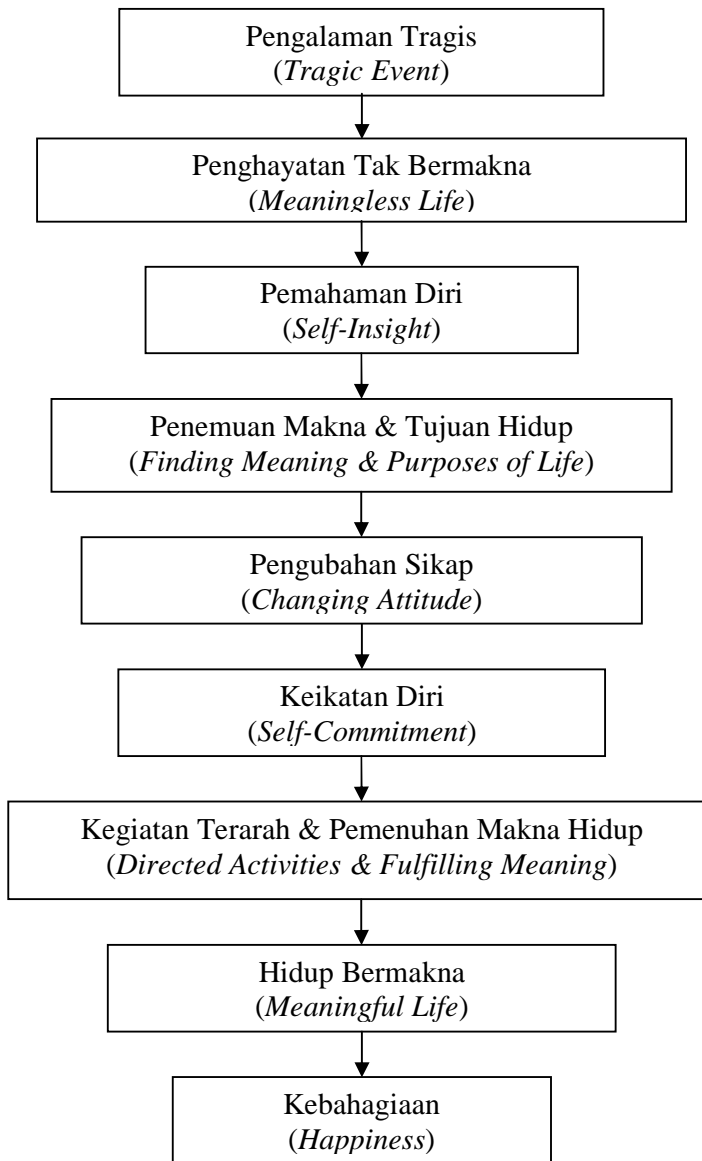 Pengalaman Tragis
(Tragic Event)
Penghayatan Tak Bermakna
(Meaningless Life)
Pemahaman Diri
(Self-Insight)
Penemuan Makna & Tujuan Hidup
(Finding Meaning & Purposes of Life)
Pengubahan Sikap
(Changing Attitude)
Keikatan Diri
(Self-Commitment)
Kegiatan Terarah & Pemenuhan Makna Hidup
(Directed Activities & Fulfilling Meaning)
Hidup Bermakna
(Meaningful Life)
Kebahagiaan
(Happiness)